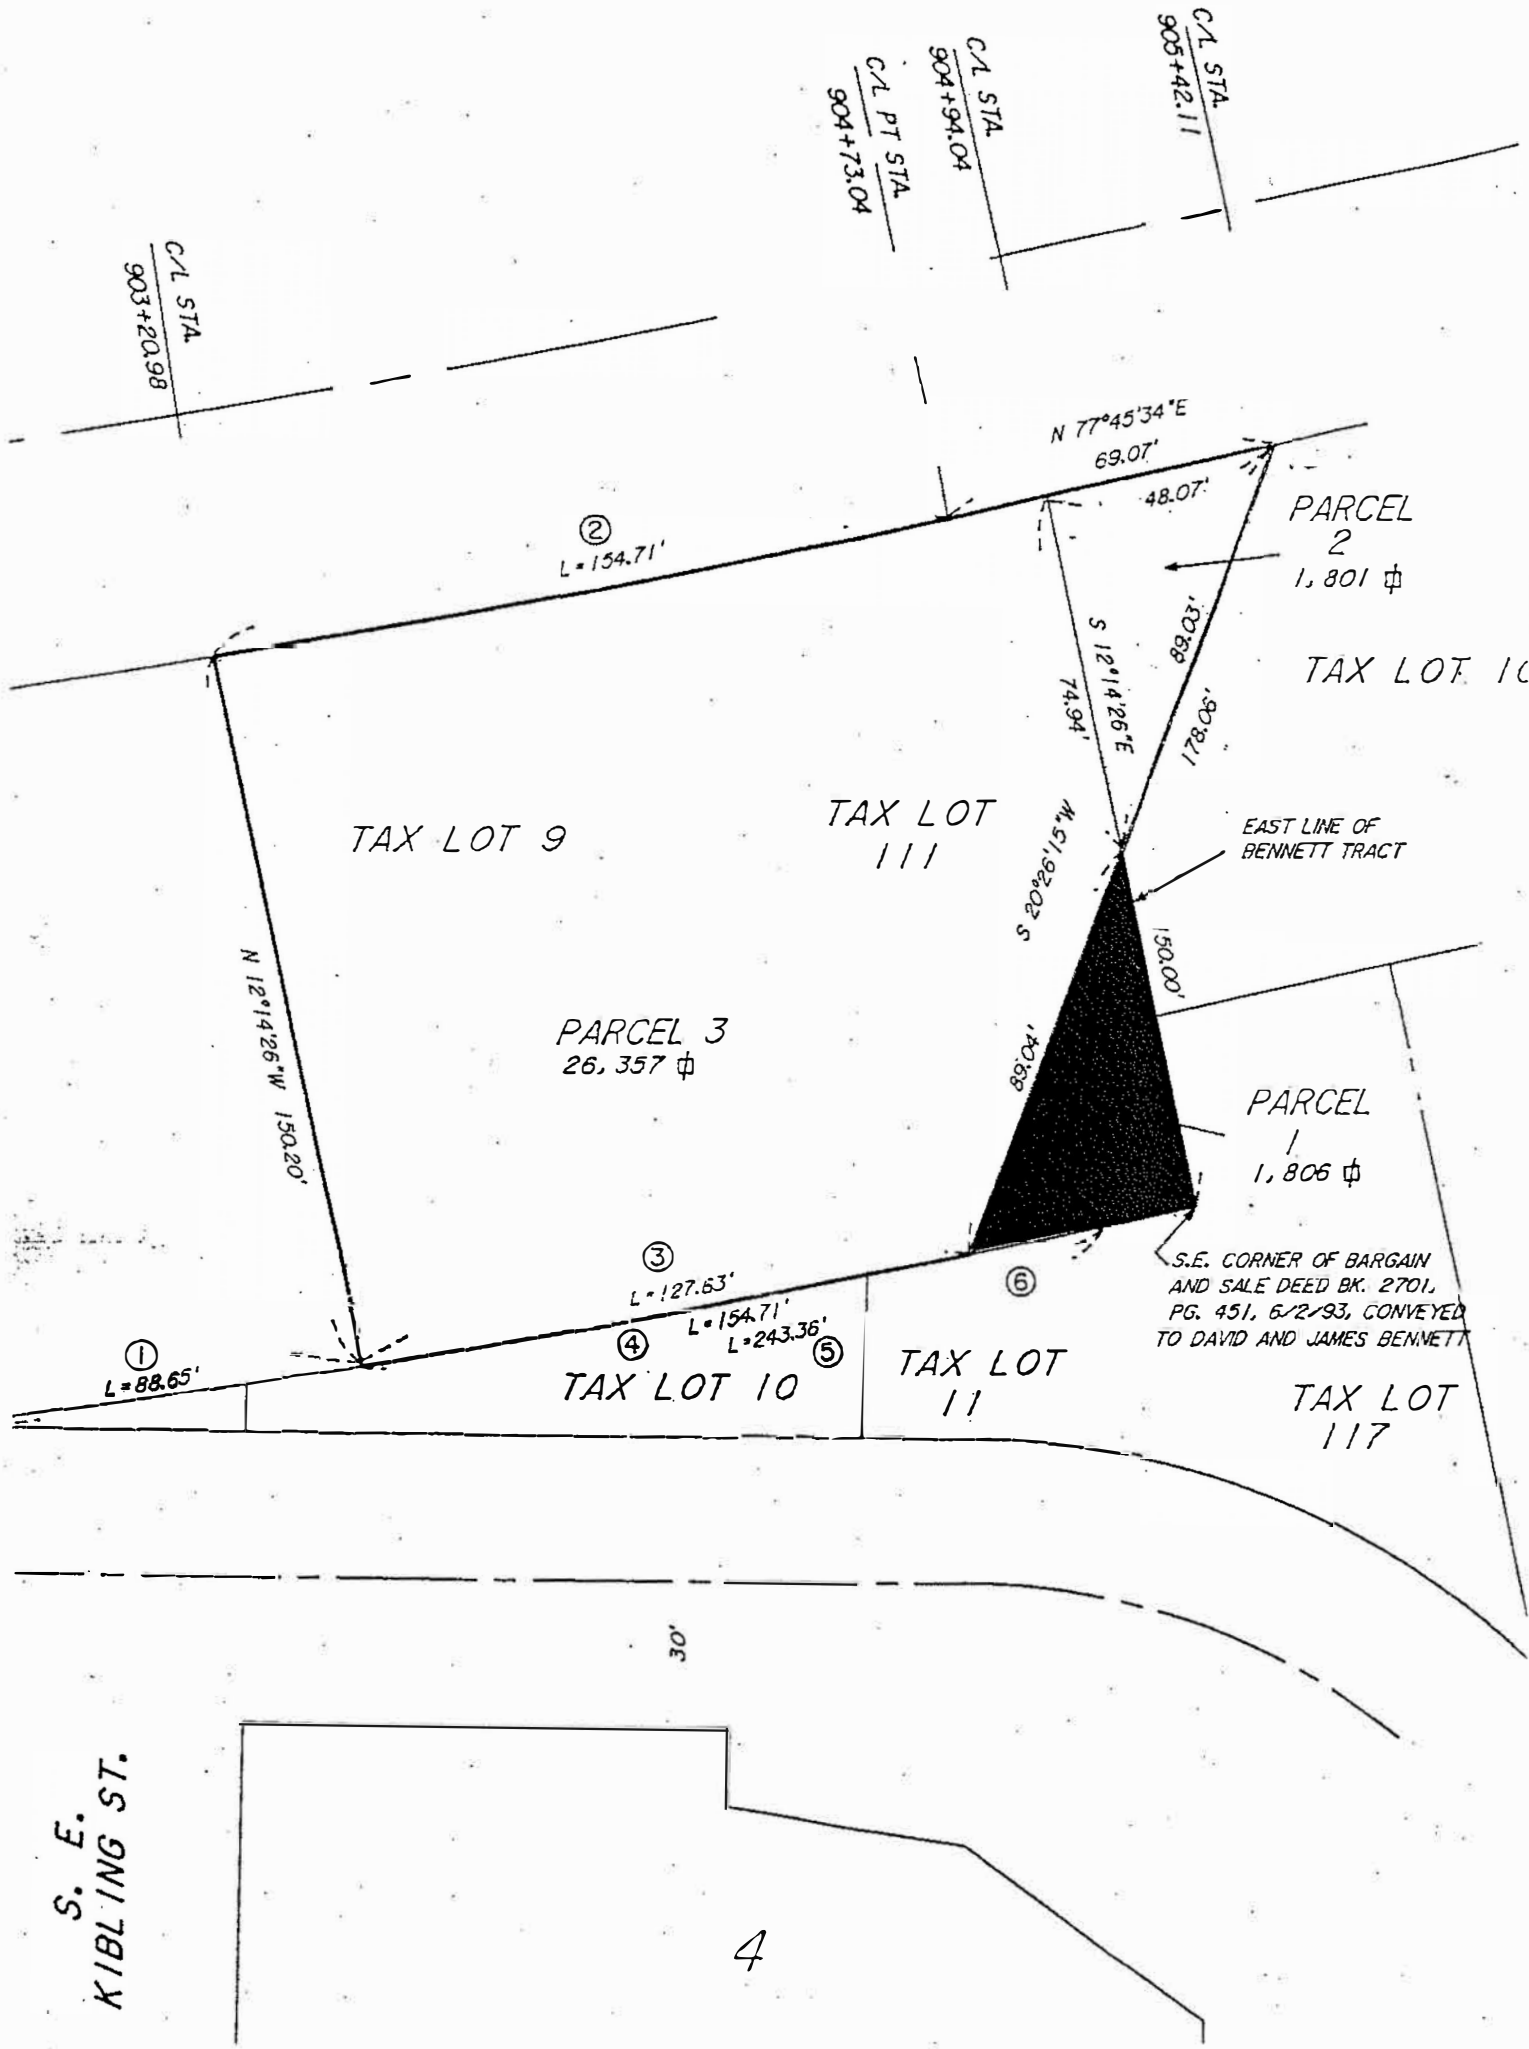 C/L STA.
905+42.11
C/L STA.
904+94.04
C/L PT STA.
904+73.04
C/L STA.
903+20.98
N 77°45'34"E
69.07'
48.07'
PARCEL
2
1,801 ⏍
②
L=154.71'
89.03'
S 12°14'26"E
74.94'
178.06'
TAX LOT 10
TAX LOT 9
TAX LOT
111
S 20°26'15"W
EAST LINE OF
BENNETT TRACT
150.00'
N 12°14'26"W 150.20'
PARCEL 3
26,357 ⏍
89.04'
PARCEL
1
1,806 ⏍
S.E. CORNER OF BARGAIN
AND SALE DEED BK. 2701,
PG. 451, 6/2/93, CONVEYED
TO DAVID AND JAMES BENNETT
③
L=127.63'
L=154.71'
L=243.36'
④
⑤
⑥
①
L=88.65'
TAX LOT 10
TAX LOT
11
TAX LOT
117
30'
S. E.
KIBLING ST.
4